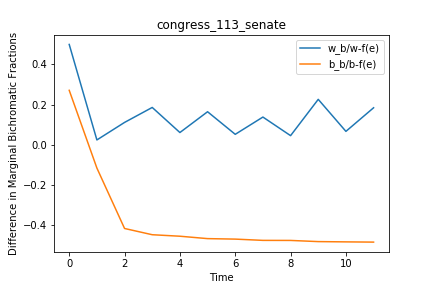 congress_113_senate
w_b/w-f(e)
b_b/b-f(e)
Difference in Marginal Bichromatic Fractions
0.4
0.2
0.0
−0.2
−0.4
0
2
4
6
8
10
Time